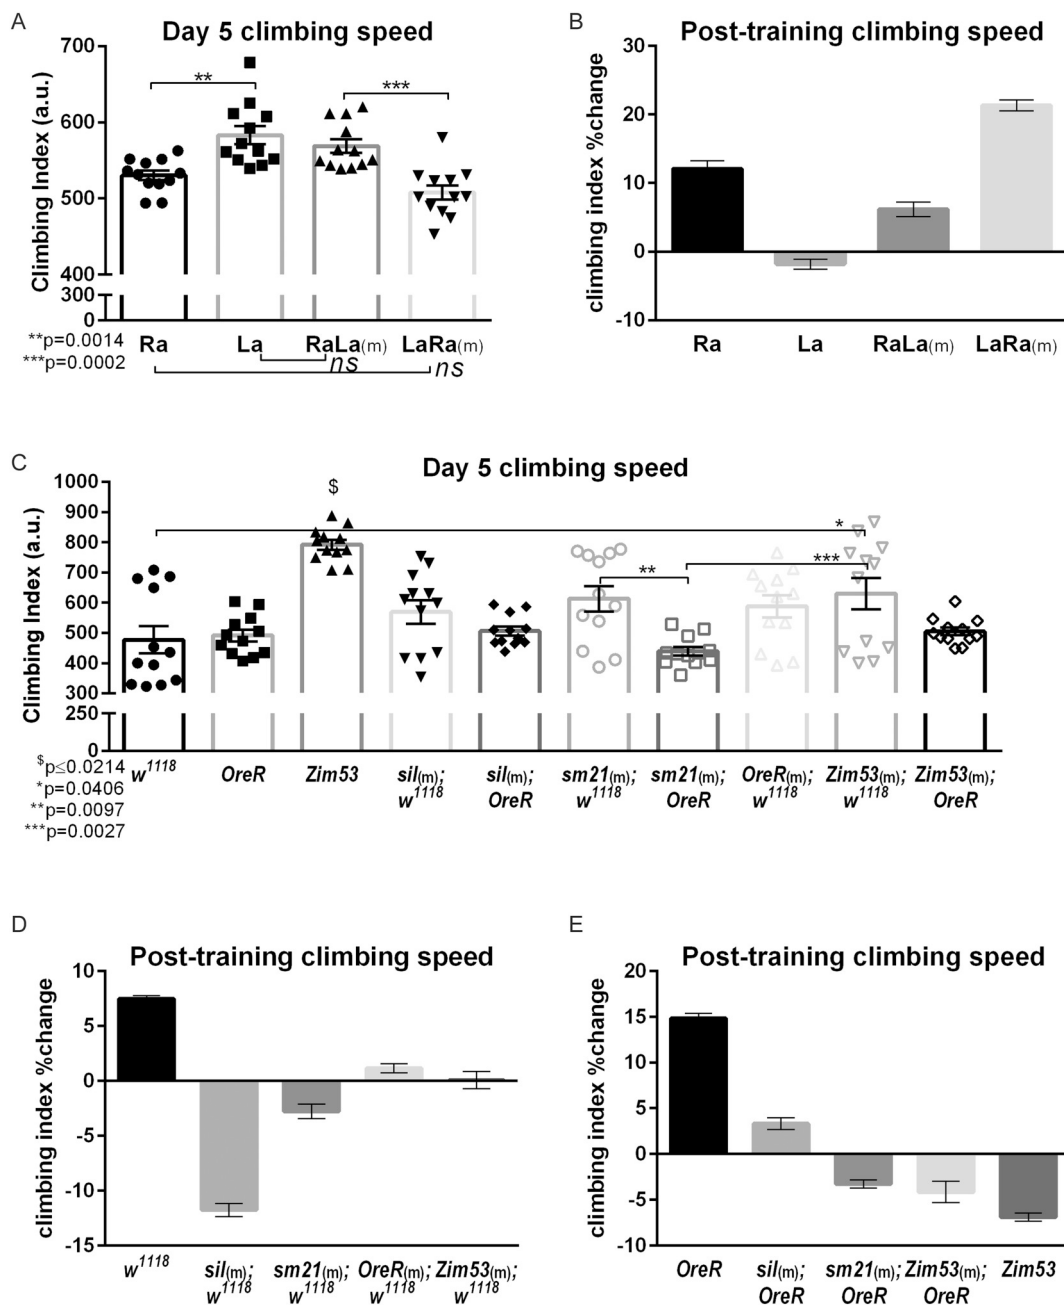 A
Day 5 climbing speed
Climbing Index (a.u.)
700
600
500
400
300
0
**
***
Ra
La
RaLa(m)
LaRa(m)
ns
ns
**p=0.0014
***p=0.0002
B
Post-training climbing speed
climbing index %change
30
20
10
0
-10
Ra
La
RaLa(m)
LaRa(m)
C
Day 5 climbing speed
Climbing Index (a.u.)
1000
900
800
700
600
500
400
300
250
0
$
*
**
***
w1118
OreR
Zim53
sil(m);
w1118
sil(m);
OreR
sm21(m);
w1118
sm21(m);
OreR
OreR(m);
w1118
Zim53(m);
w1118
Zim53(m);
OreR
$p≤0.0214
*p=0.0406
**p=0.0097
***p=0.0027
D
Post-training climbing speed
climbing index %change
10
5
0
-5
-10
-15
w1118
sil(m);
w1118
sm21(m);
w1118
OreR(m);
w1118
Zim53(m);
w1118
E
Post-training climbing speed
climbing index %change
20
15
10
5
0
-5
-10
OreR
sil(m);
OreR
sm21(m);
OreR
Zim53(m);
OreR
Zim53